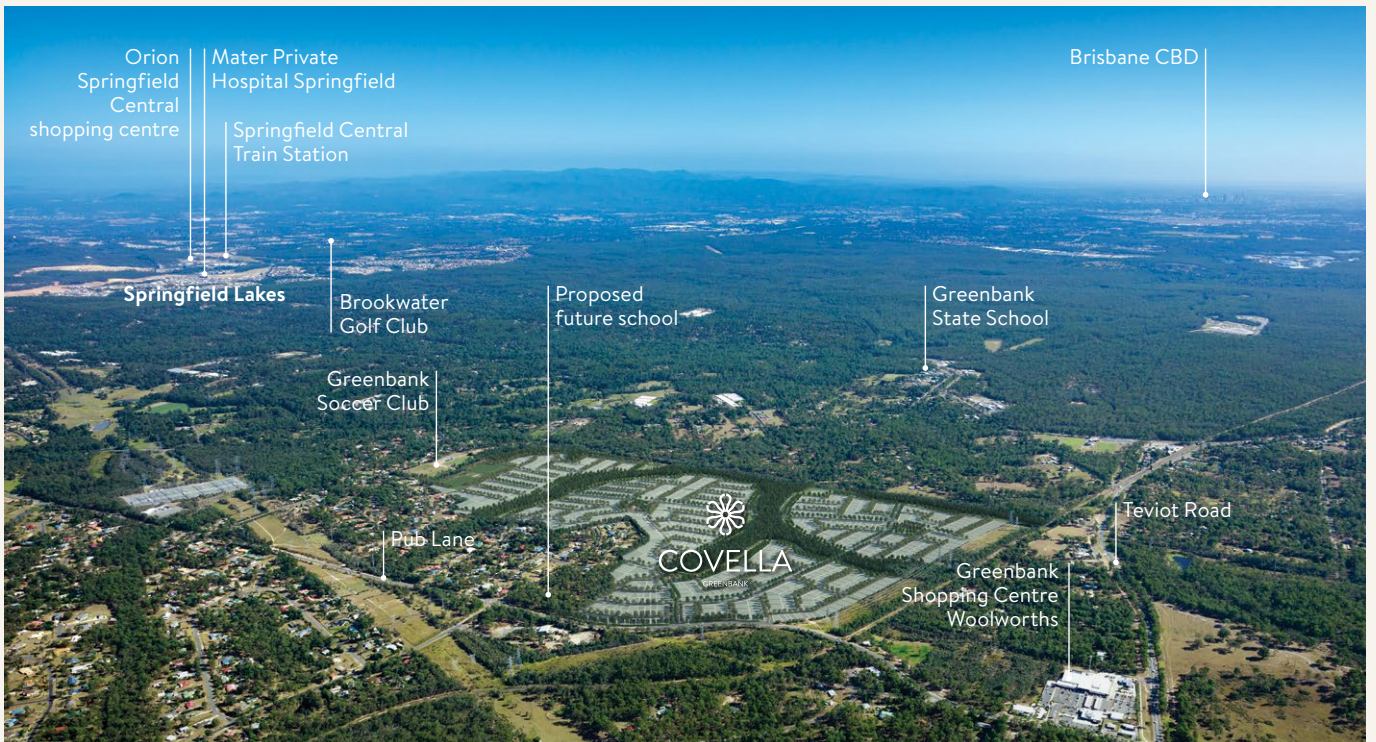 Orion
Springfield
Central
shopping centre
Mater Private
Hospital Springfield
Springfield Central
Train Station
Brisbane CBD
Springfield Lakes
Brookwater
Golf Club
Proposed
future school
Greenbank
State School
Greenbank
Soccer Club
Pub Lane
COVELLA
GREENBANK
Teviot Road
Greenbank
Shopping Centre
Woolworths